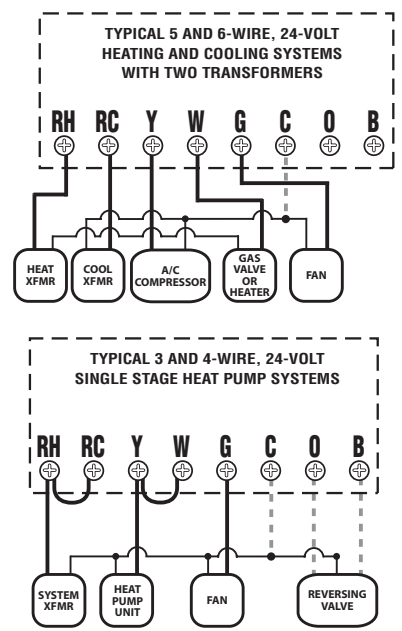 TYPICAL 5 AND 6-WIRE, 24-VOLT
HEATING AND COOLING SYSTEMS
WITH TWO TRANSFORMERS
RH RC Y W G C O B
HEAT XFMR
COOL XFMR
A/C COMPRESSOR
GAS VALVE OR HEATER
FAN
TYPICAL 3 AND 4-WIRE, 24-VOLT
SINGLE STAGE HEAT PUMP SYSTEMS
RH RC Y W G C O B
SYSTEM XFMR
HEAT PUMP UNIT
FAN
REVERSING VALVE